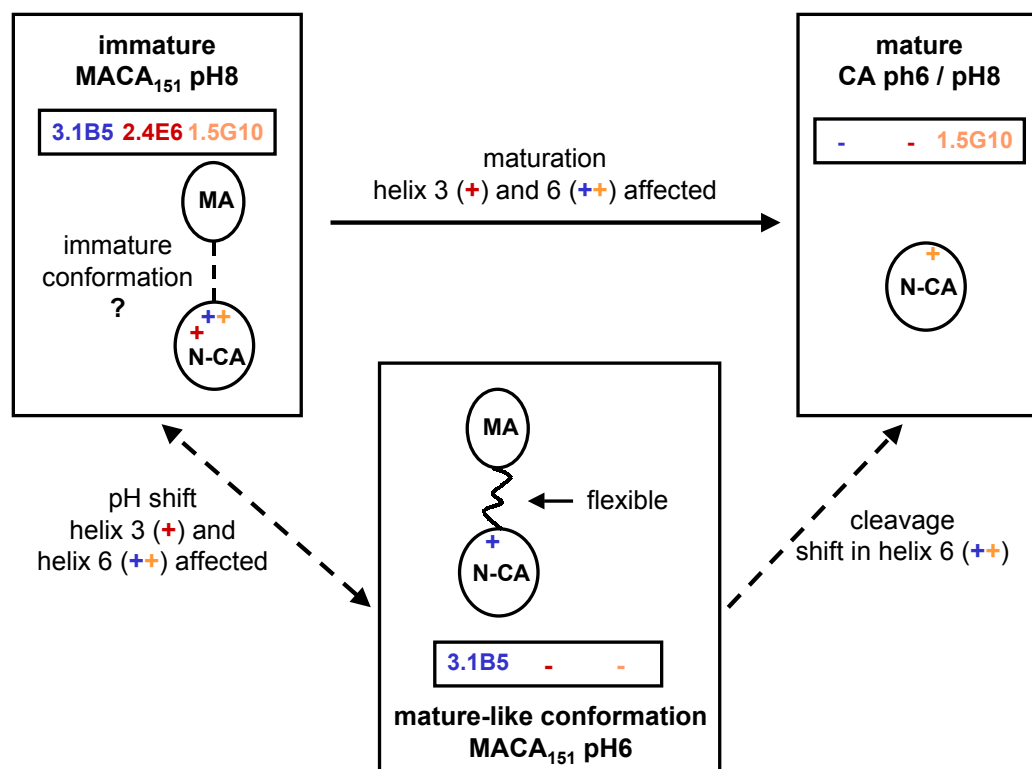 immature
MACA₁₅₁ pH8
3.1B5 2.4E6 1.5G10
MA
immature
conformation
?
+ + +
N-CA
maturation
helix 3 (+) and 6 (++) affected
mature
CA ph6 / pH8
- - 1.5G10
+
N-CA
pH shift
helix 3 (+) and
helix 6 (++) affected
MA
flexible
+
N-CA
3.1B5 - -
mature-like conformation
MACA₁₅₁ pH6
cleavage
shift in helix 6 (++)